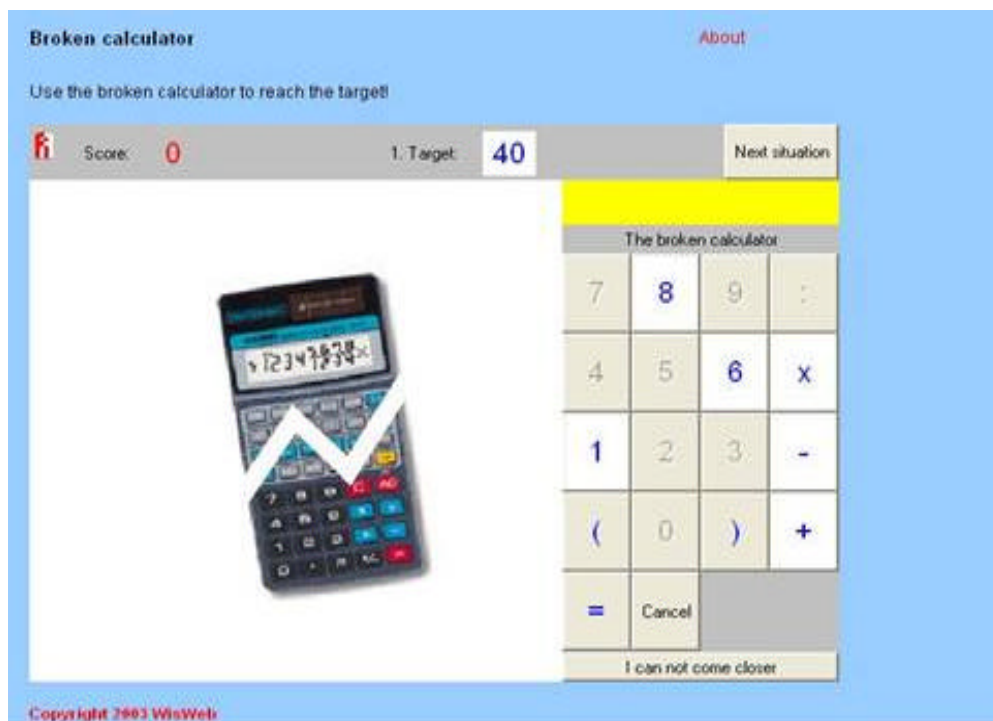 Broken calculator About
Use the broken calculator to reach the target!
fi Score: 0 1. Target: 40 Next situation
The broken calculator
7 8 9 :
4 5 6 x
1 2 3 -
( 0 ) +
= Cancel
I can not come closer
Copyright 2003 WisWeb